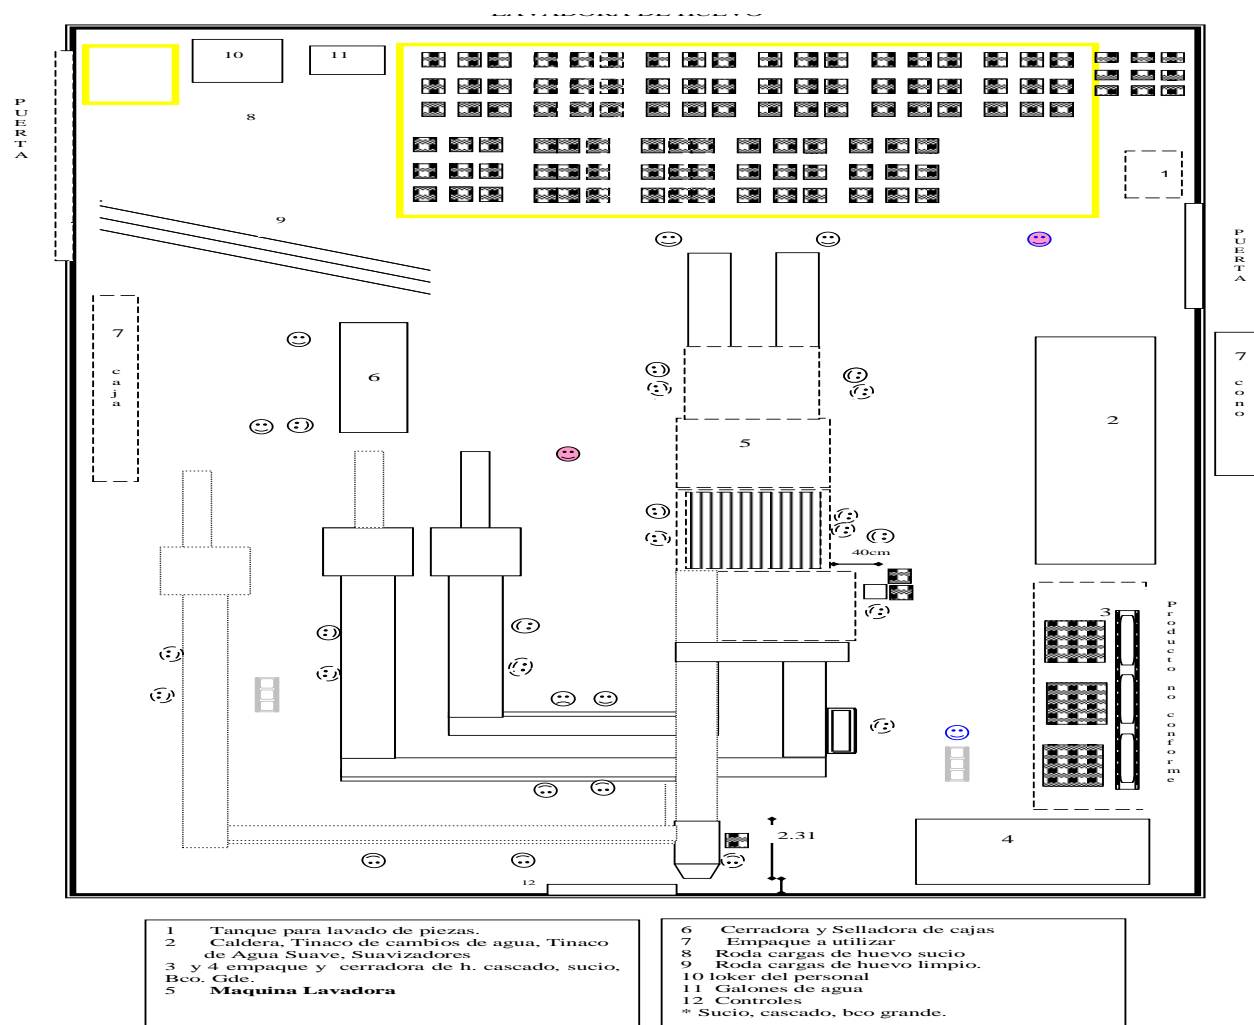 LAVADORA DE HUEVO
10
11
PUERTA
8
1
9
PUERTA
7 caja
6
7 cono
5
2
40cm
3
Producto no conforme
2.31
4
12
1 Tanque para lavado de piezas.
2 Caldera, Tinaco de cambios de agua, Tinaco
de Agua Suave, Suavizadores
3 y 4 empaque y cerradora de h. cascado, sucio,
Bco. Gde.
5 Maquina Lavadora
6 Cerradora y Selladora de cajas
7 Empaque a utilizar
8 Roda cargas de huevo sucio
9 Roda cargas de huevo limpio.
10 loker del personal
11 Galones de agua
12 Controles
* Sucio, cascado, bco grande.